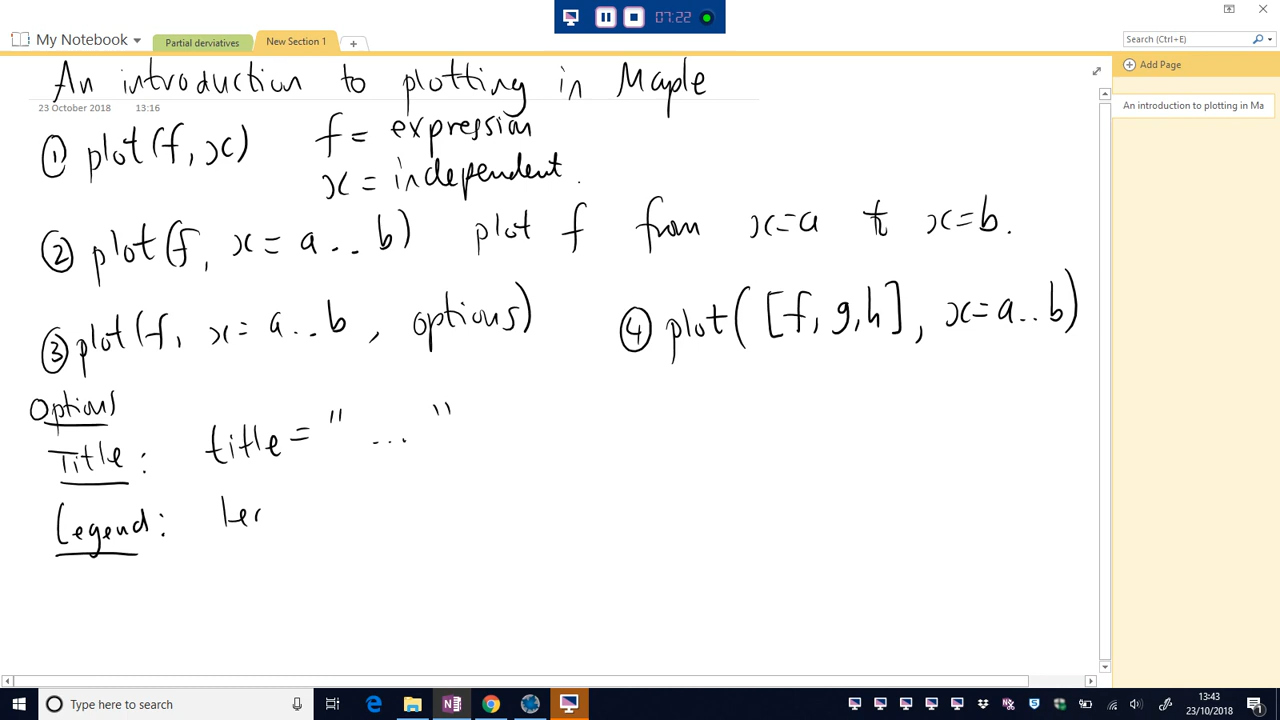 07:22
My Notebook
Partial derviatives
New Section 1
Search (Ctrl+E)
An introduction to plotting in Maple
23 October 2018 13:16
Add Page
An introduction to plotting in Ma
① plot(f, x) f = expression
x = independent.
② plot(f, x = a .. b) plot f from x=a to x=b.
③ plot(f, x = a .. b, options) ④ plot([f, g, h], x=a..b)
Options
Title: title = " ... "
Legend: leg
Type here to search
13:43
23/10/2018